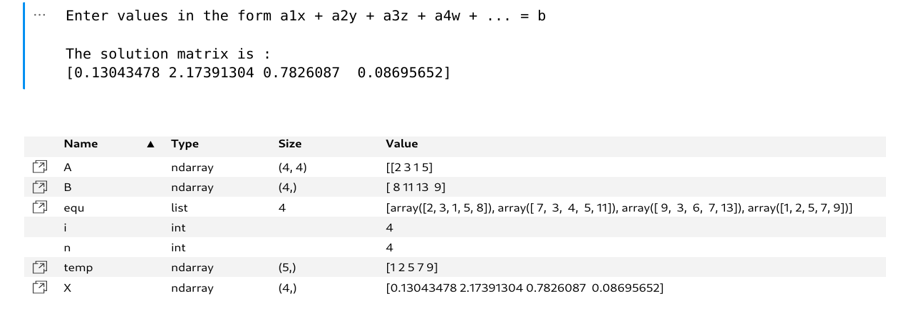 ... Enter values in the form a1x + a2y + a3z + a4w + ... = b
The solution matrix is :
[0.13043478 2.17391304 0.7826087  0.08695652]
Name ▲ Type Size Value
A ndarray (4, 4) [[2 3 1 5]
B ndarray (4,) [ 8 11 13  9]
equ list 4 [array([2, 3, 1, 5, 8]), array([ 7,  3,  4,  5, 11]), array([ 9,  3,  6,  7, 13]), array([1, 2, 5, 7, 9])]
i int 4
n int 4
temp ndarray (5,) [1 2 5 7 9]
X ndarray (4,) [0.13043478 2.17391304 0.7826087  0.08695652]